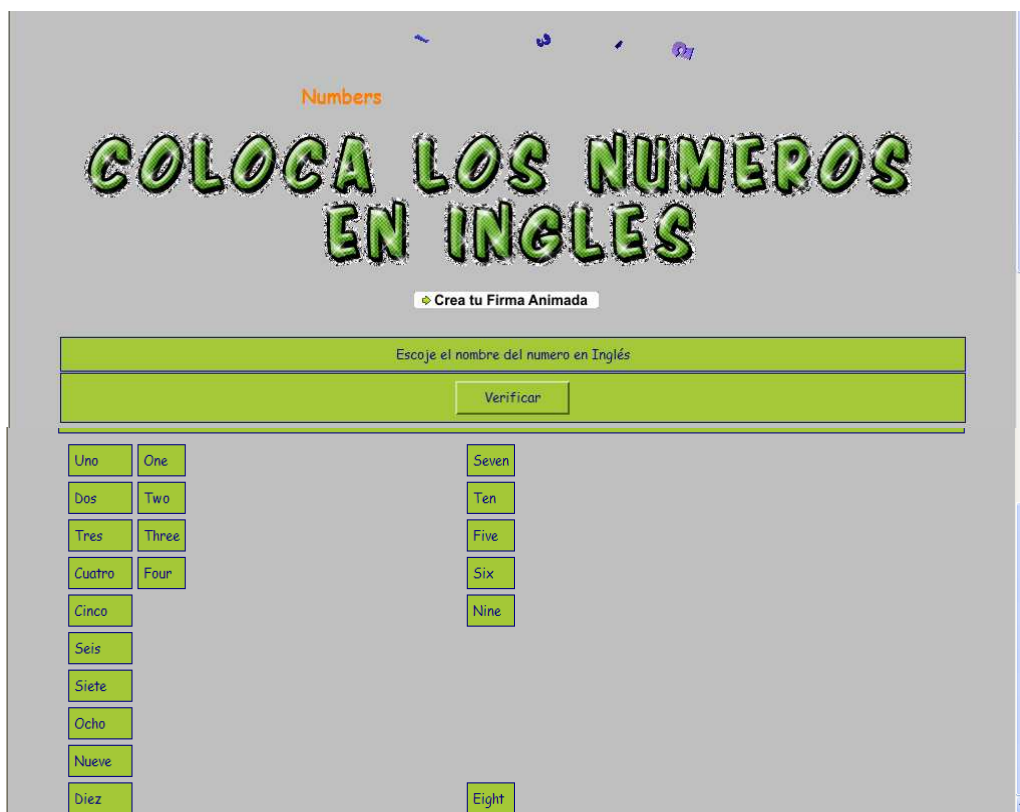 Numbers
COLOCA LOS NUMEROS
EN INGLES
Crea tu Firma Animada
Escoje el nombre del numero en Inglés
Verificar
Uno One Seven
Dos Two Ten
Tres Three Five
Cuatro Four Six
Cinco Nine
Seis
Siete
Ocho
Nueve
Diez Eight